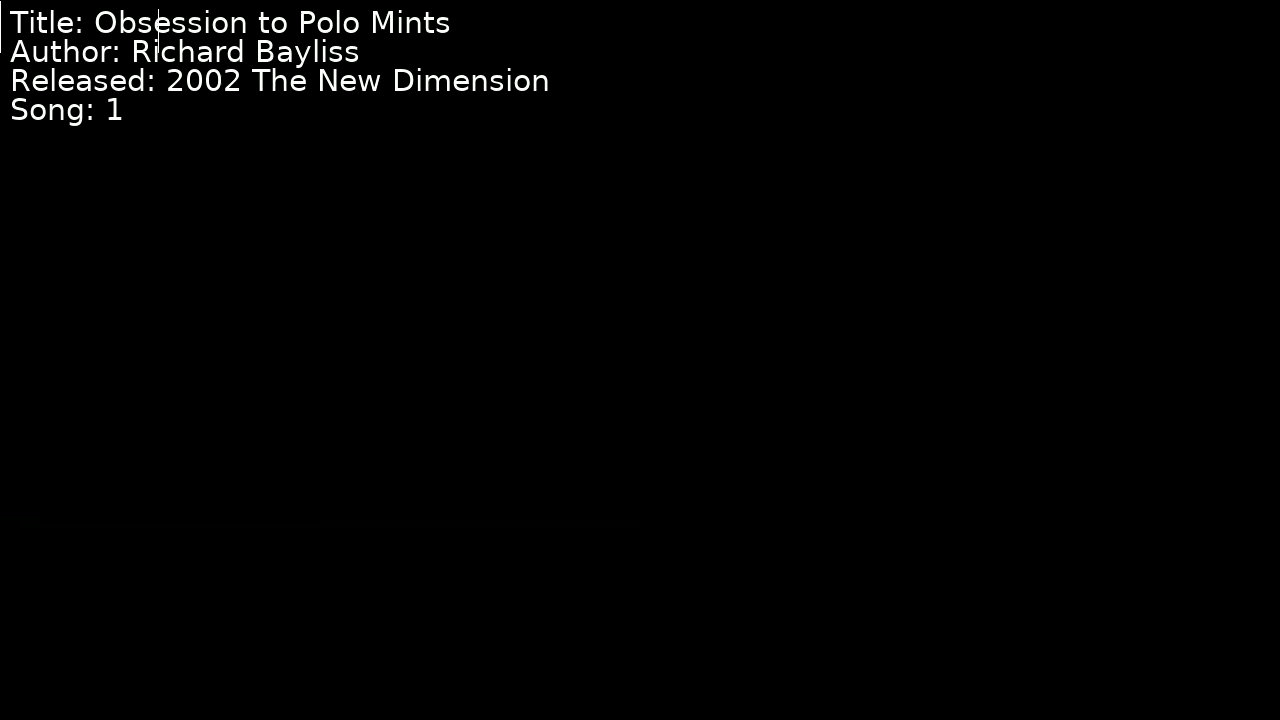 Title: Obsession to Polo Mints
Author: Richard Bayliss
Released: 2002 The New Dimension
Song: 1